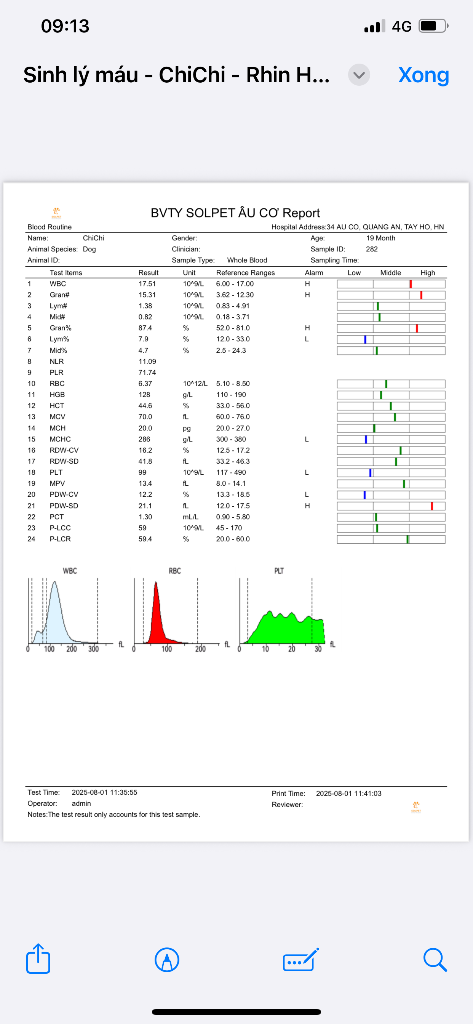 09:13
4G
Sinh lý máu - ChiChi - Rhin H...
Xong
BVTY SOLPET ÂU CƠ Report
Blood Routine Hospital Address:34 AU CO, QUANG AN, TAY HO, HN
Name: ChiChi Gender: Age: 19 Month
Animal Species: Dog Clinician: Sample ID: 282
Animal ID: Sample Type: Whole Blood Sampling Time:
Test Items Result Unit Reference Ranges Alarm Low Middle High
1 WBC 17.51 10^9/L 6.00 - 17.00 H
2 Gran# 15.31 10^9/L 3.62 - 12.30 H
3 Lym# 1.38 10^9/L 0.83 - 4.91
4 Mid# 0.82 10^9/L 0.18 - 3.71
5 Gran% 87.4 % 52.0 - 81.0 H
6 Lym% 7.9 % 12.0 - 33.0 L
7 Mid% 4.7 % 2.5 - 24.3
8 NLR 11.09
9 PLR 71.74
10 RBC 6.37 10^12/L 5.10 - 8.50
11 HGB 128 g/L 110 - 190
12 HCT 44.6 % 33.0 - 56.0
13 MCV 70.0 fL 60.0 - 76.0
14 MCH 20.0 pg 20.0 - 27.0
15 MCHC 286 g/L 300 - 380 L
16 RDW-CV 16.2 % 12.5 - 17.2
17 RDW-SD 41.8 fL 33.2 - 46.3
18 PLT 99 10^9/L 117 - 490 L
19 MPV 13.4 fL 8.0 - 14.1
20 PDW-CV 12.2 % 13.3 - 18.5 L
21 PDW-SD 21.1 fL 12.0 - 17.5 H
22 PCT 1.30 mL/L 0.90 - 5.80
23 P-LCC 59 10^9/L 45 - 170
24 P-LCR 59.4 % 20.0 - 60.0
WBC RBC PLT
0 100 200 300 fL 0 100 200 fL 0 10 20 30 fL
Test Time: 2025-08-01 11:35:55 Print Time: 2025-08-01 11:41:03
Operator: admin Reviewer:
Notes:The test result only accounts for this test sample.